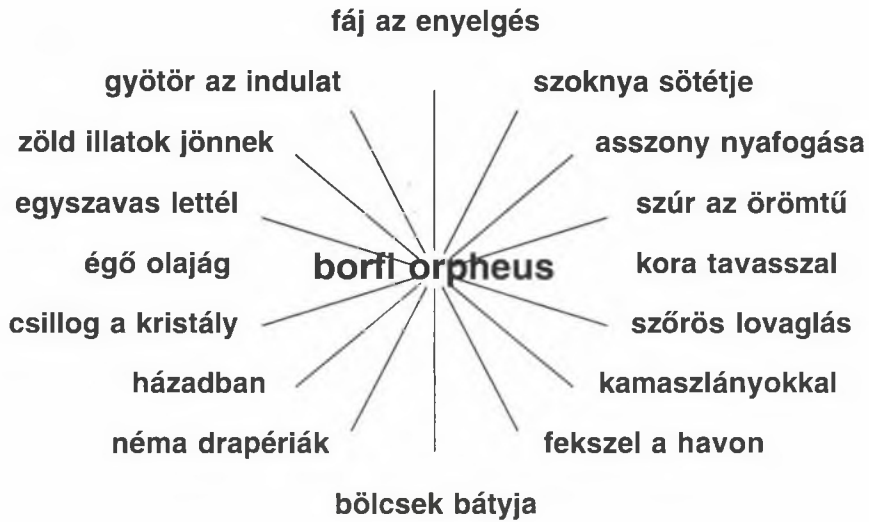 fáj az enyelgés
gyötör az indulat
szoknya sötétje
zöld illatok jönnek
asszony nyafogása
egyszavas lettél
szúr az örömtű
égő olajág
borfl orpheus
kora tavasszal
csillog a kristály
szőrös lovaglás
házadban
kamaszlányokkal
néma drapériák
fekszel a havon
bölcsek bátyja